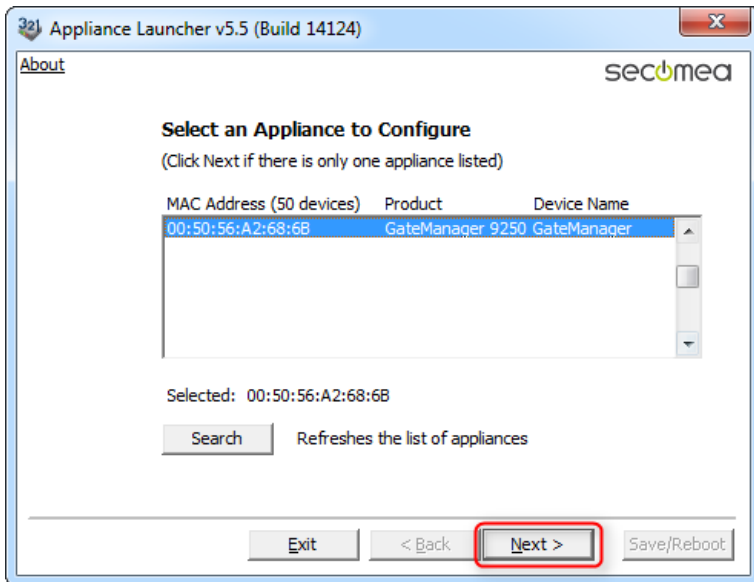 Appliance Launcher v5.5 (Build 14124)
About
secomea
Select an Appliance to Configure
(Click Next if there is only one appliance listed)
MAC Address (50 devices) Product Device Name
00:50:56:A2:68:6B GateManager 9250 GateManager
Selected: 00:50:56:A2:68:6B
Search Refreshes the list of appliances
Exit < Back Next > Save/Reboot